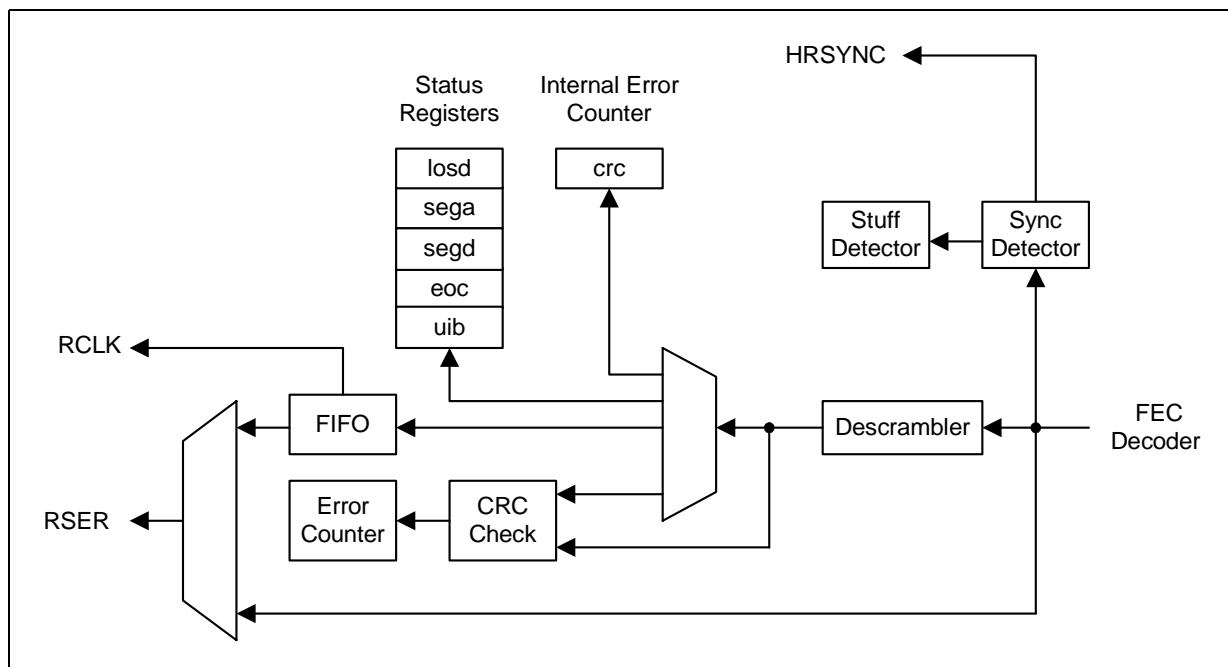 HRSYNC
Status
Registers
Internal Error
Counter
losd
sega
segd
eoc
uib
crc
Stuff
Detector
Sync
Detector
RCLK
FIFO
Descrambler
FEC
Decoder
RSER
Error
Counter
CRC
Check